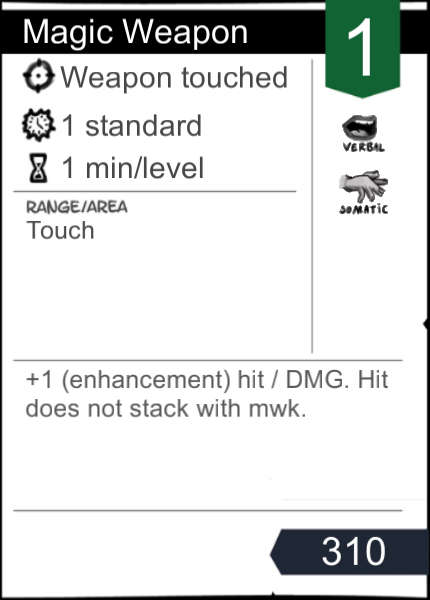 Magic Weapon
1
Weapon touched
1 standard
1 min/level
VERBAL
SOMATIC
RANGE/AREA
Touch
+1 (enhancement) hit / DMG. Hit
does not stack with mwk.
310